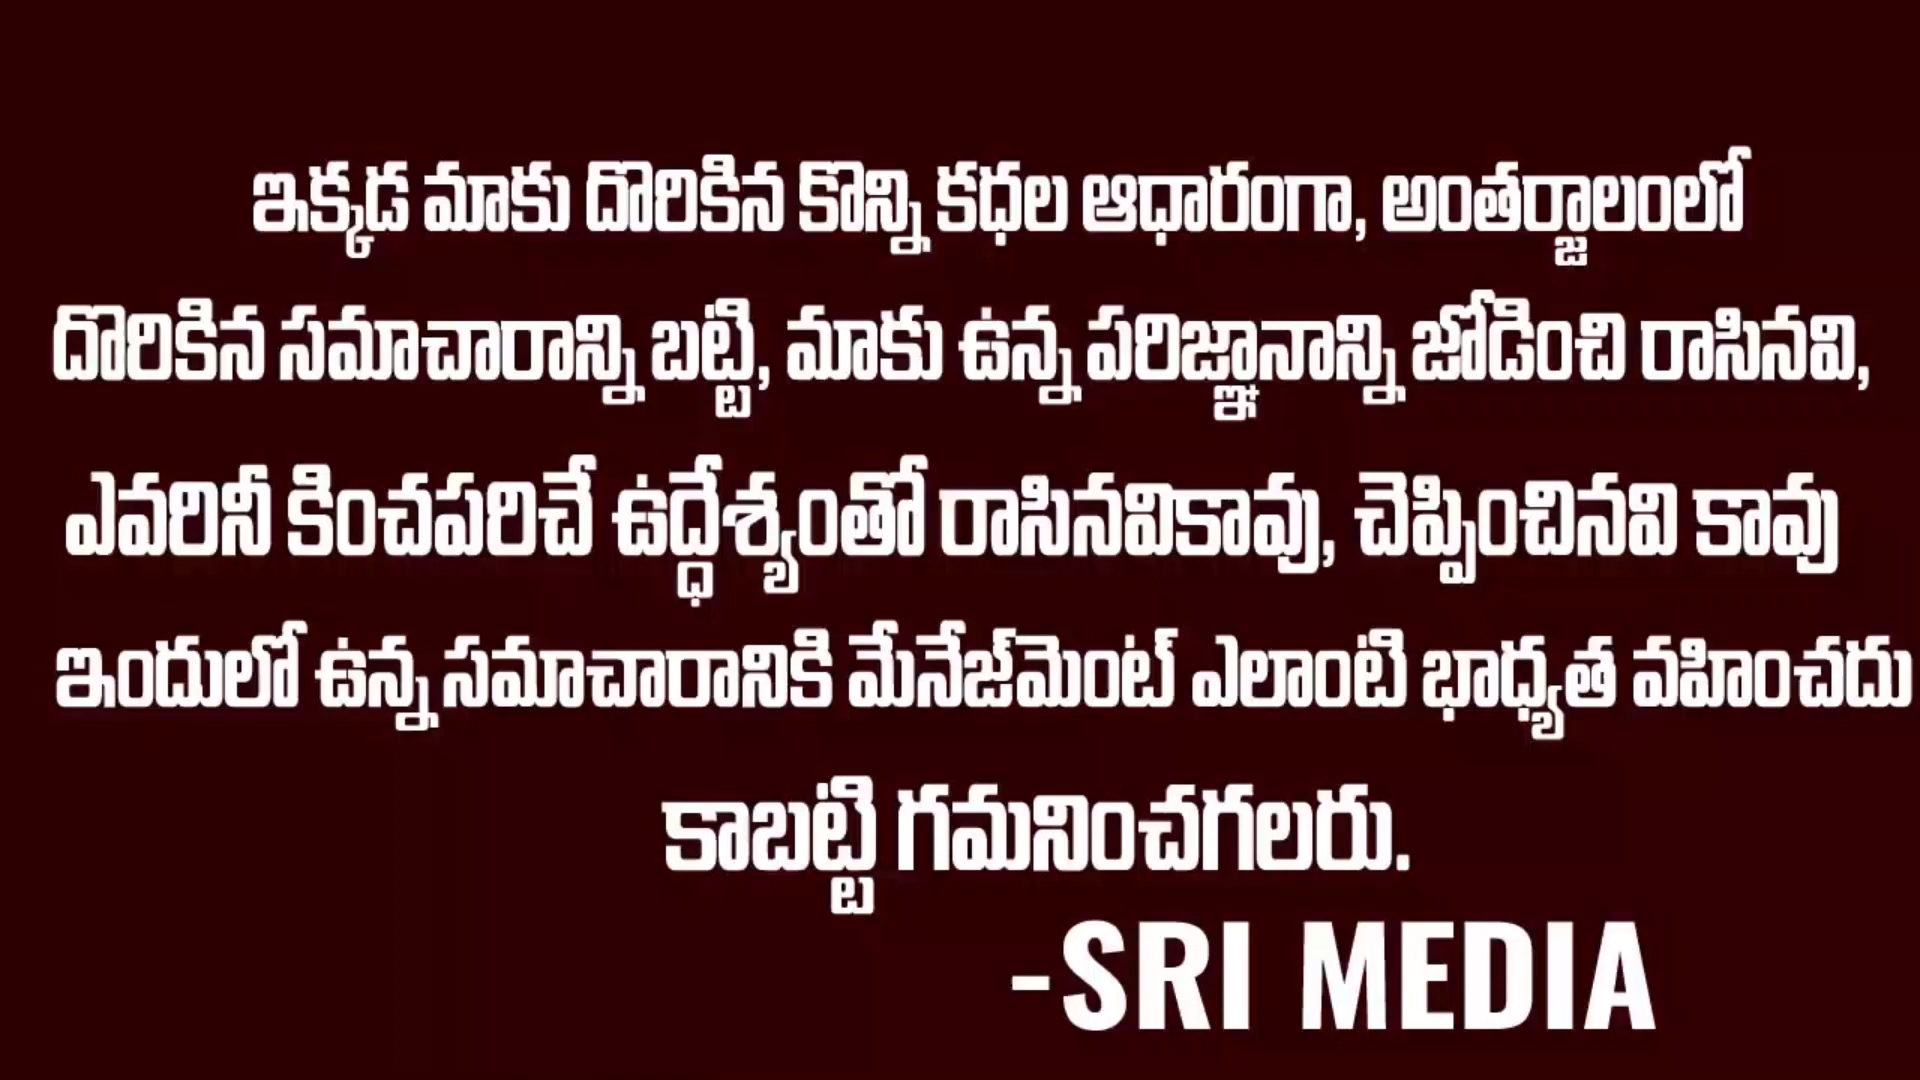 ఇక్కడ మాకు దొరికిన కొన్ని కధల ఆధారంగా, అంతర్జాలంలో
దొరికిన సమాచారాన్ని బట్టి, మాకు ఉన్న పరిజ్ఞానాన్ని జోడించి రాసినవి,
ఎవరినీ కించపరిచే ఉద్ధేశ్యంతో రాసినవికావు, చెప్పించినవి కావు
ఇందులో ఉన్న సమాచారానికి మేనేజ్‌మెంట్ ఎలాంటి భాధ్యత వహించదు
కాబట్టి గమనించగలరు.
-SRI MEDIA